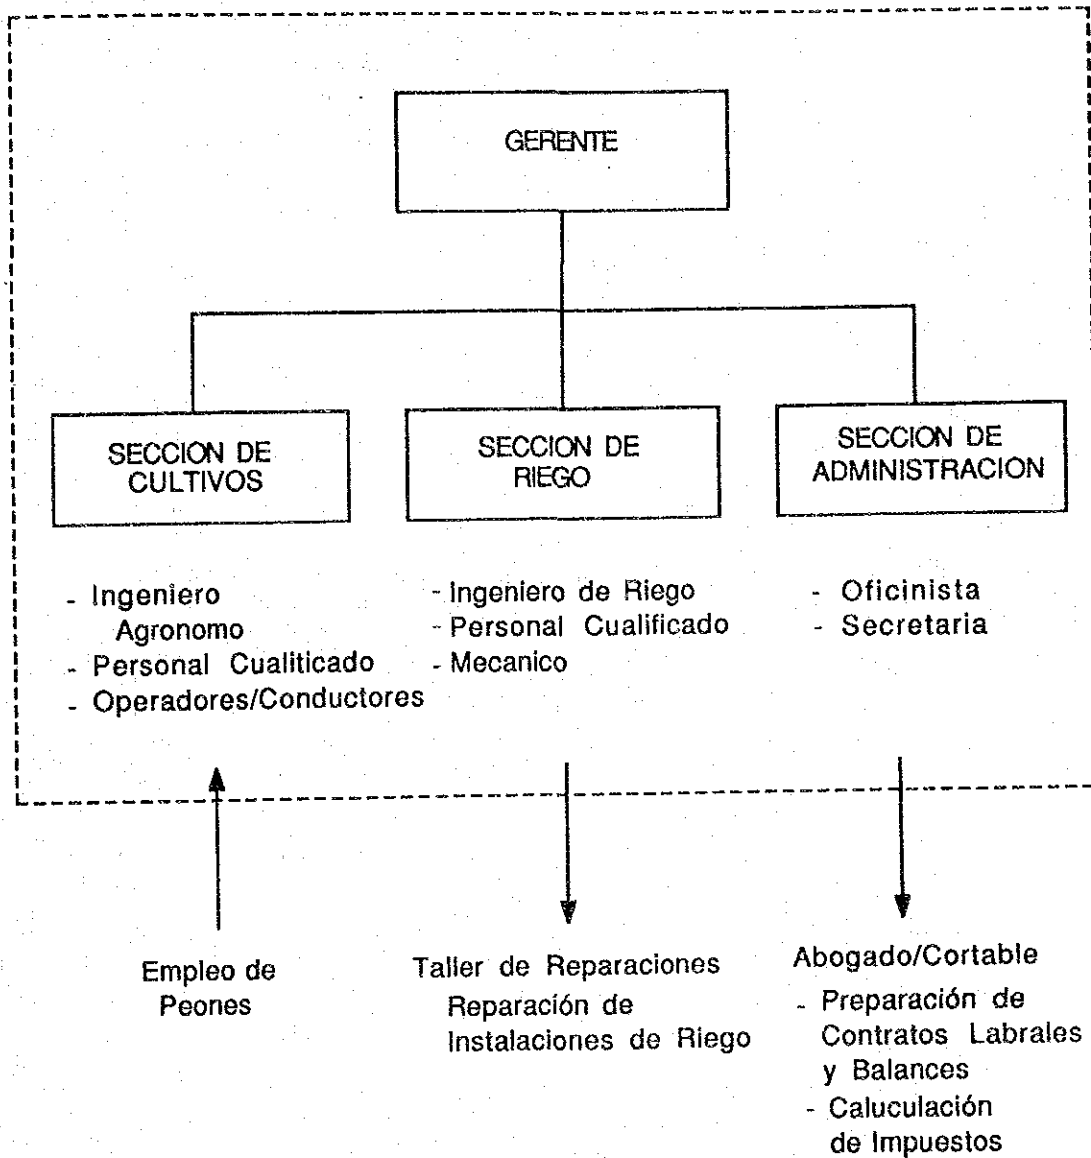 GERENTE
SECCION DE
CULTIVOS
SECCION DE
RIEGO
SECCION DE
ADMINISTRACION
- Ingeniero
Agronomo
- Personal Cualiticado
- Operadores/Conductores
- Ingeniero de Riego
- Personal Cualificado
- Mecanico
- Oficinista
- Secretaria
Empleo de
Peones
Taller de Reparaciones
Reparación de
Instalaciones de Riego
Abogado/Cortable
- Preparación de
Contratos Labrales
y Balances
- Caluculación
de Impuestos